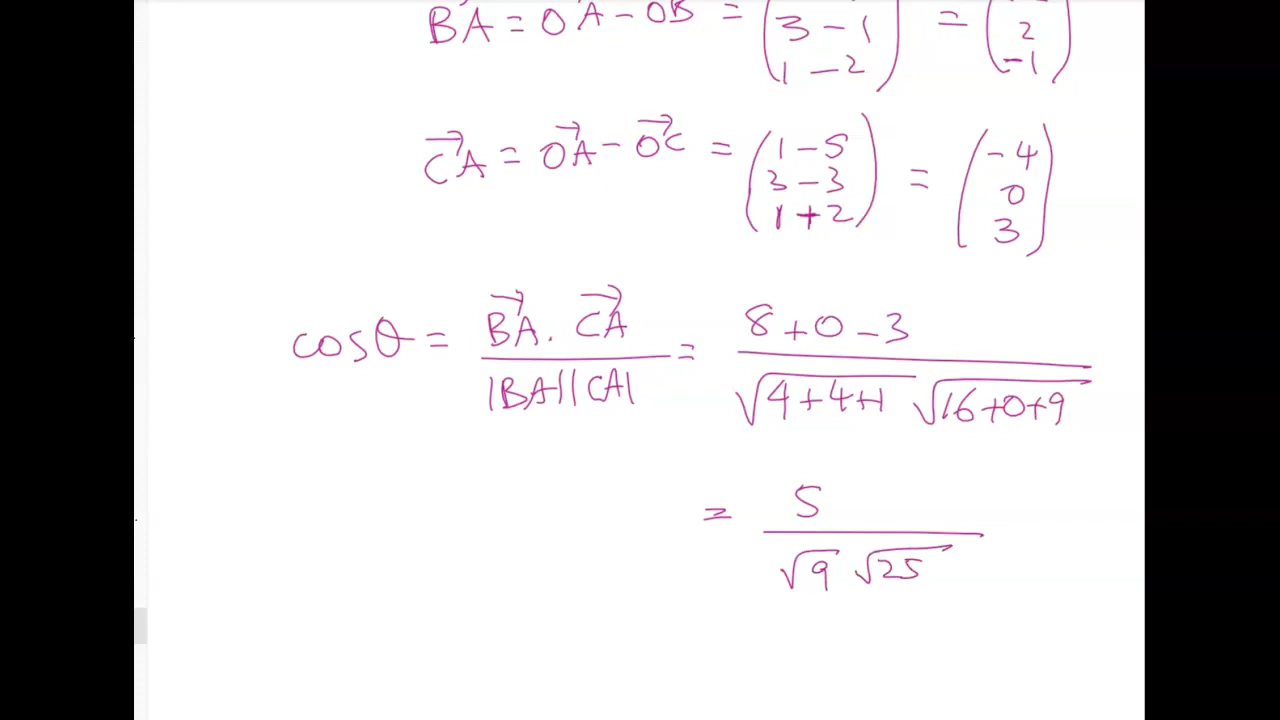 BA = OA - OB = ( 3 - 1 1 - 2 ) = ( 2 -1 )
CA = OA - OC = ( 1 - 5 3 - 3 1 + 2 ) = ( -4 0 3 )
cosθ = BA . CA / |BA||CA| = 8 + 0 - 3 / √4+4+1 √16+0+9
= 5 / √9 √25